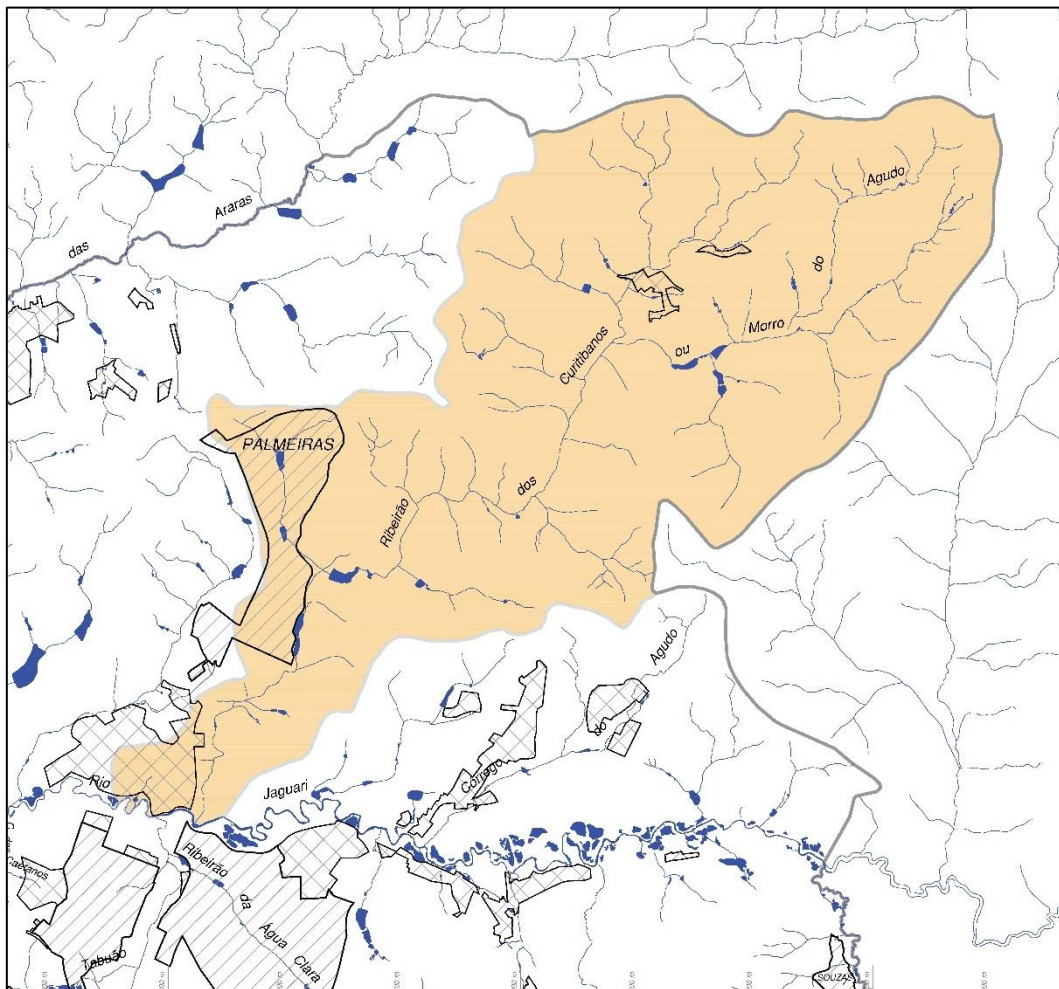 Agudo
Araras
das
do
Morro
ou
Curitibanos
PALMEIRAS
dos
Ribeirão
Agudo
do
Córrego
Rio
Jaguari
Ribeirão
da
Água
Clara
Caetanos
Tabuão
SOUZAS